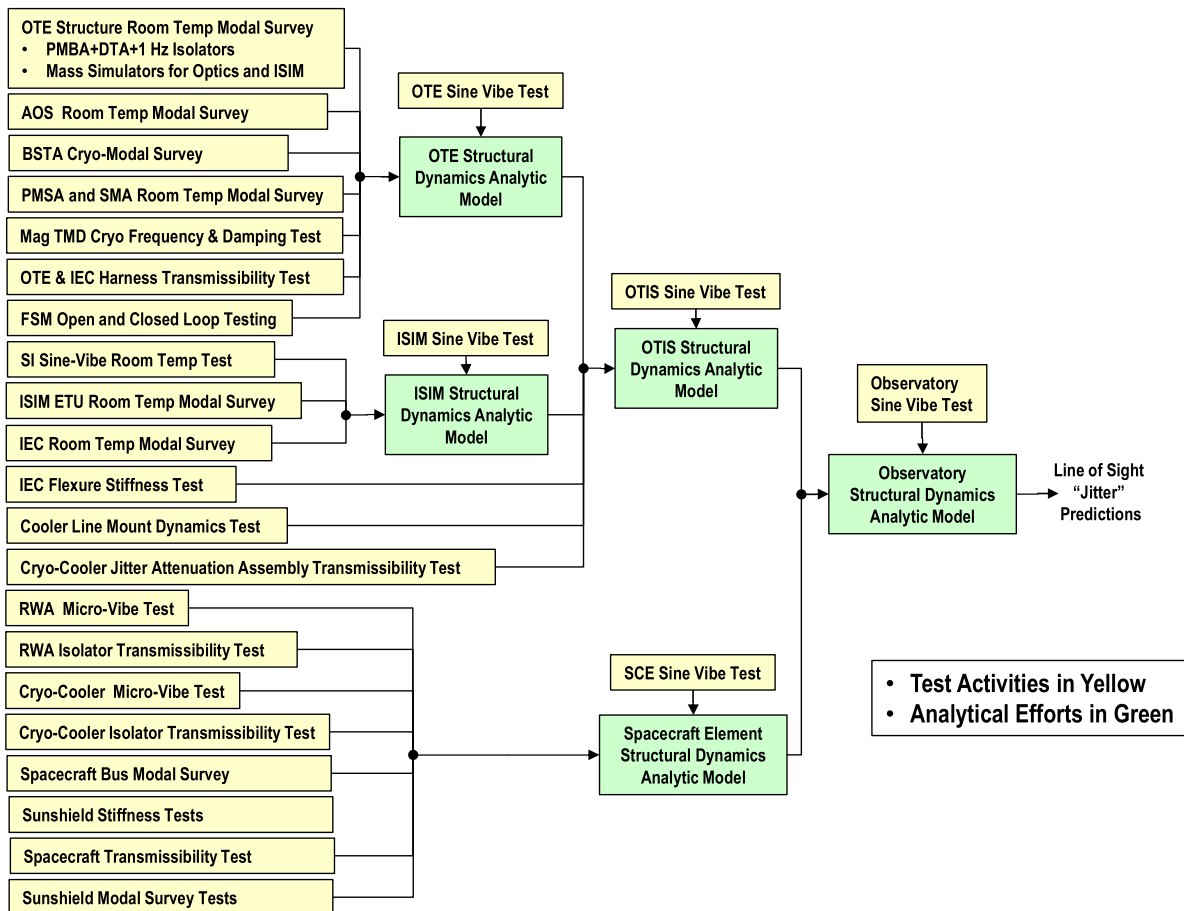 OTE Structure Room Temp Modal Survey
• PMBA+DTA+1 Hz Isolators
• Mass Simulators for Optics and ISIM
AOS Room Temp Modal Survey
BSTA Cryo-Modal Survey
PMSA and SMA Room Temp Modal Survey
Mag TMD Cryo Frequency & Damping Test
OTE & IEC Harness Transmissibility Test
FSM Open and Closed Loop Testing
SI Sine-Vibe Room Temp Test
ISIM ETU Room Temp Modal Survey
IEC Room Temp Modal Survey
IEC Flexure Stiffness Test
Cooler Line Mount Dynamics Test
Cryo-Cooler Jitter Attenuation Assembly Transmissibility Test
RWA Micro-Vibe Test
RWA Isolator Transmissibility Test
Cryo-Cooler Micro-Vibe Test
Cryo-Cooler Isolator Transmissibility Test
Spacecraft Bus Modal Survey
Sunshield Stiffness Tests
Spacecraft Transmissibility Test
Sunshield Modal Survey Tests
OTE Sine Vibe Test
OTE Structural
Dynamics Analytic
Model
ISIM Sine Vibe Test
ISIM Structural
Dynamics Analytic
Model
OTIS Sine Vibe Test
OTIS Structural
Dynamics Analytic
Model
SCE Sine Vibe Test
Spacecraft Element
Structural Dynamics
Analytic Model
Observatory
Sine Vibe Test
Observatory
Structural Dynamics
Analytic Model
Line of Sight
“Jitter”
Predictions
• Test Activities in Yellow
• Analytical Efforts in Green